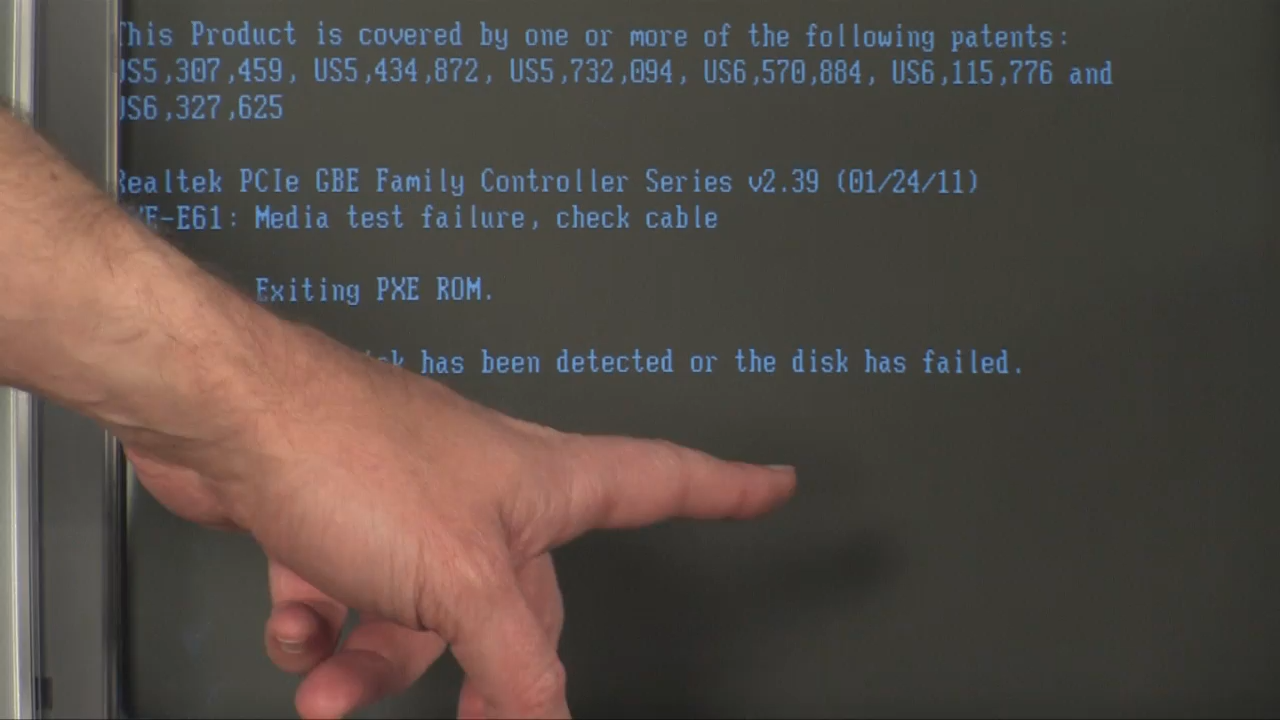 This Product is covered by one or more of the following patents:
US5,307,459, US5,434,872, US5,732,094, US6,570,884, US6,115,776 and
US6,327,625
Realtek PCIe GBE Family Controller Series v2.39 (01/24/11)
PXE-E61: Media test failure, check cable
Exiting PXE ROM.
has been detected or the disk has failed.